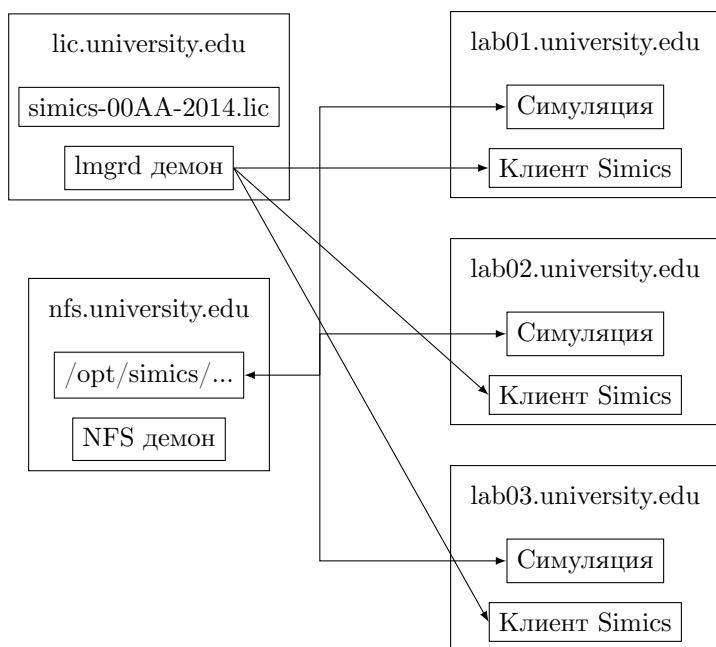 lic.university.edu
simics-00AA-2014.lic
lmgrd демон
nfs.university.edu
/opt/simics/...
NFS демон
lab01.university.edu
Симуляция
Клиент Simics
lab02.university.edu
Симуляция
Клиент Simics
lab03.university.edu
Симуляция
Клиент Simics